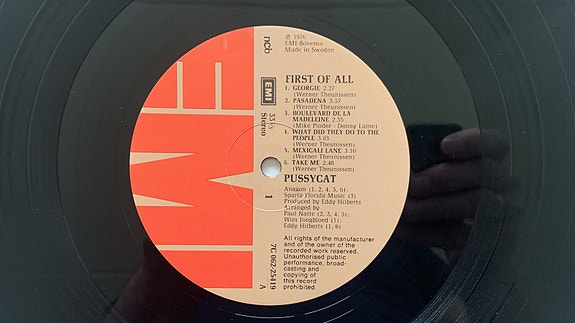 ℗ 1976
EMI-Bovema
Made in Sweden
ncb
EMI
33⅓
Stereo
1
7C 062-25419
A
FIRST OF ALL
1. GEORGIE 2.27
(Werner Theunissen)
2. PASADENA 3.57
(Werner Theunissen)
3. BOULEVARD DE LA
MADELEINE 2.55
(Mike Pinder - Denny Laine)
4. WHAT DID THEY DO TO THE
PEOPLE 3.03
(Werner Theunissen)
5. MEXICALI LANE 3.10
(Werner Theunissen)
6. TAKE ME 2.40
(Werner Theunissen)
PUSSYCAT
Anagon (1, 2, 4, 5, 6);
Sparta Florida Music (3)
Produced by Eddy Hilberts
Arranged by
Paul Natte (2, 3, 4, 5);
Wim Jongbloed (1);
Eddy Hilberts (1, 6)
All rights of the manufacturer
and of the owner of the
recorded work reserved.
Unauthorised public
performance, broad-
casting and
copying of
this record
prohibited
EMI